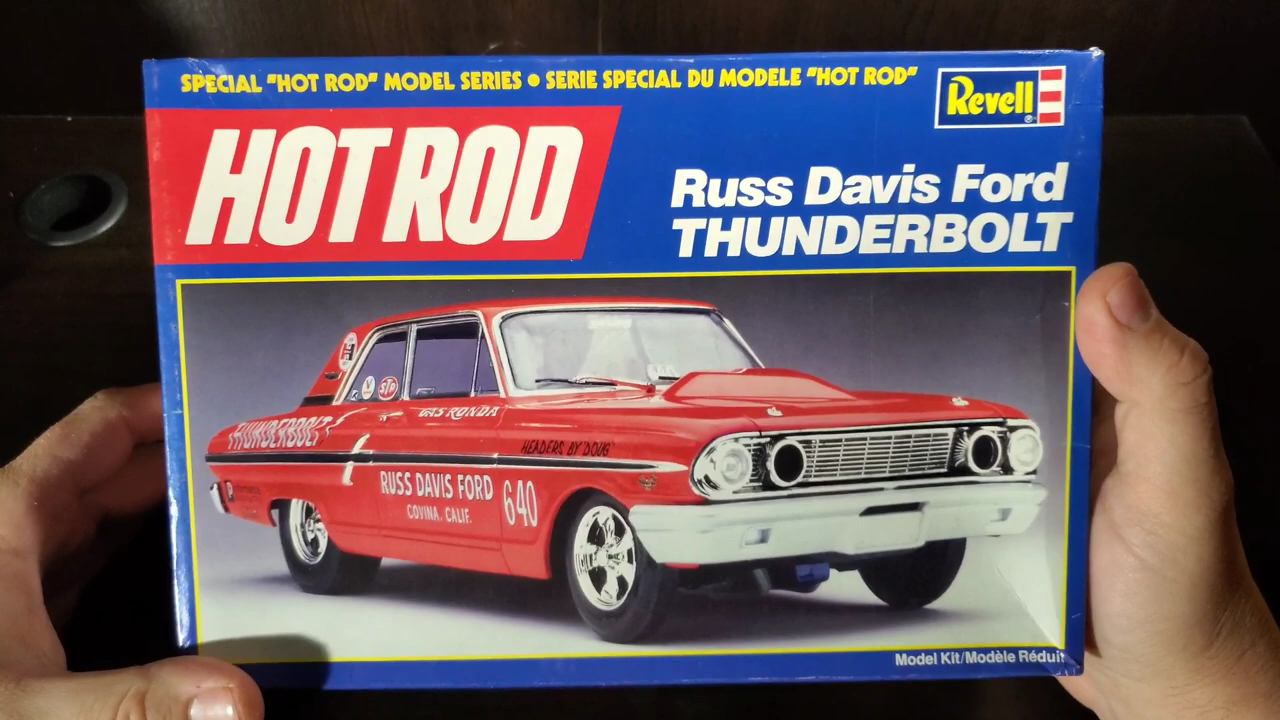 SPECIAL "HOT ROD" MODEL SERIES • SERIE SPECIAL DU MODELE "HOT ROD"
Revell®
HOT ROD
Russ Davis Ford
THUNDERBOLT
STP
GAS RONDA
THUNDERBOLT
HEADERS BY "DOUG"
RUSS DAVIS FORD 640
COVINA, CALIF.
Model Kit/Modèle Réduit